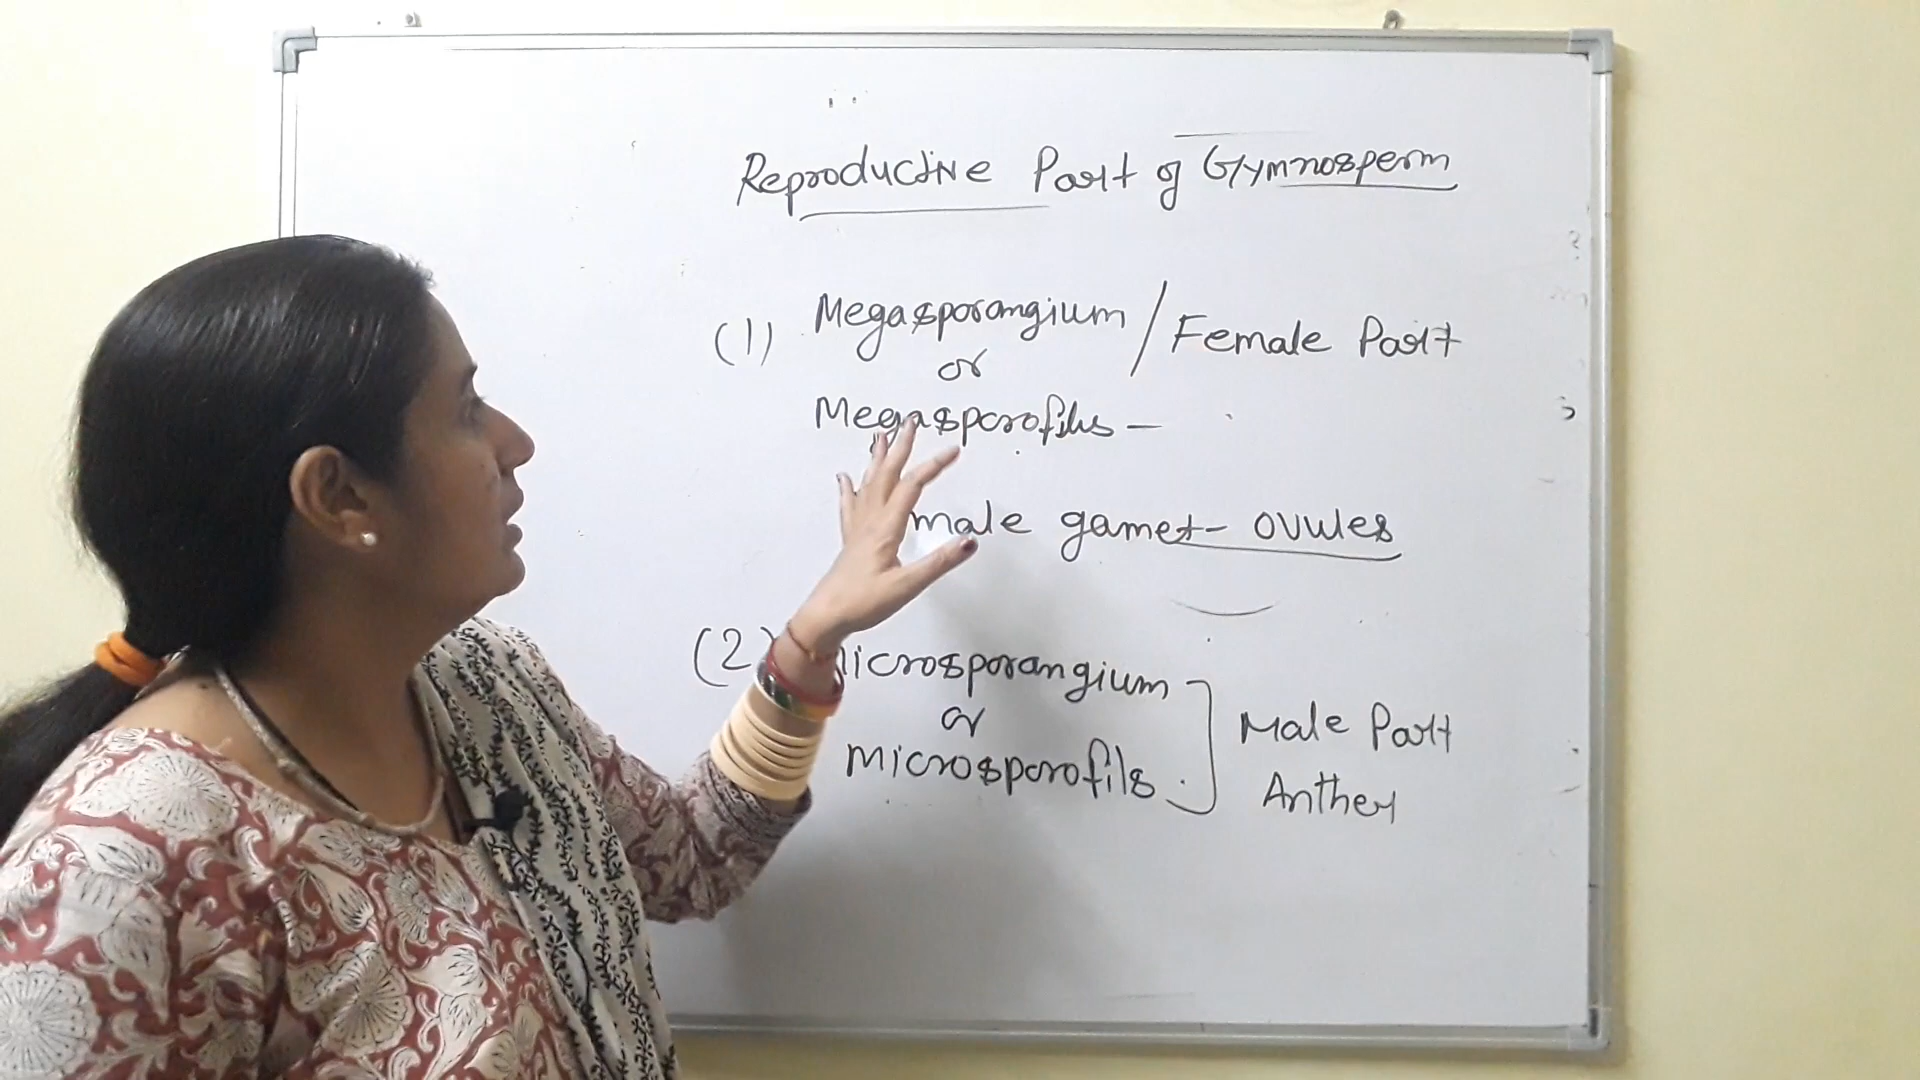 Reproductive Part of Gymnosperm
(1) Megasporangium / Female Part
or
Megasporofils -
male gamet - ovules
(2) Microsporangium
or
Microsporofils.
Male Part
Anther